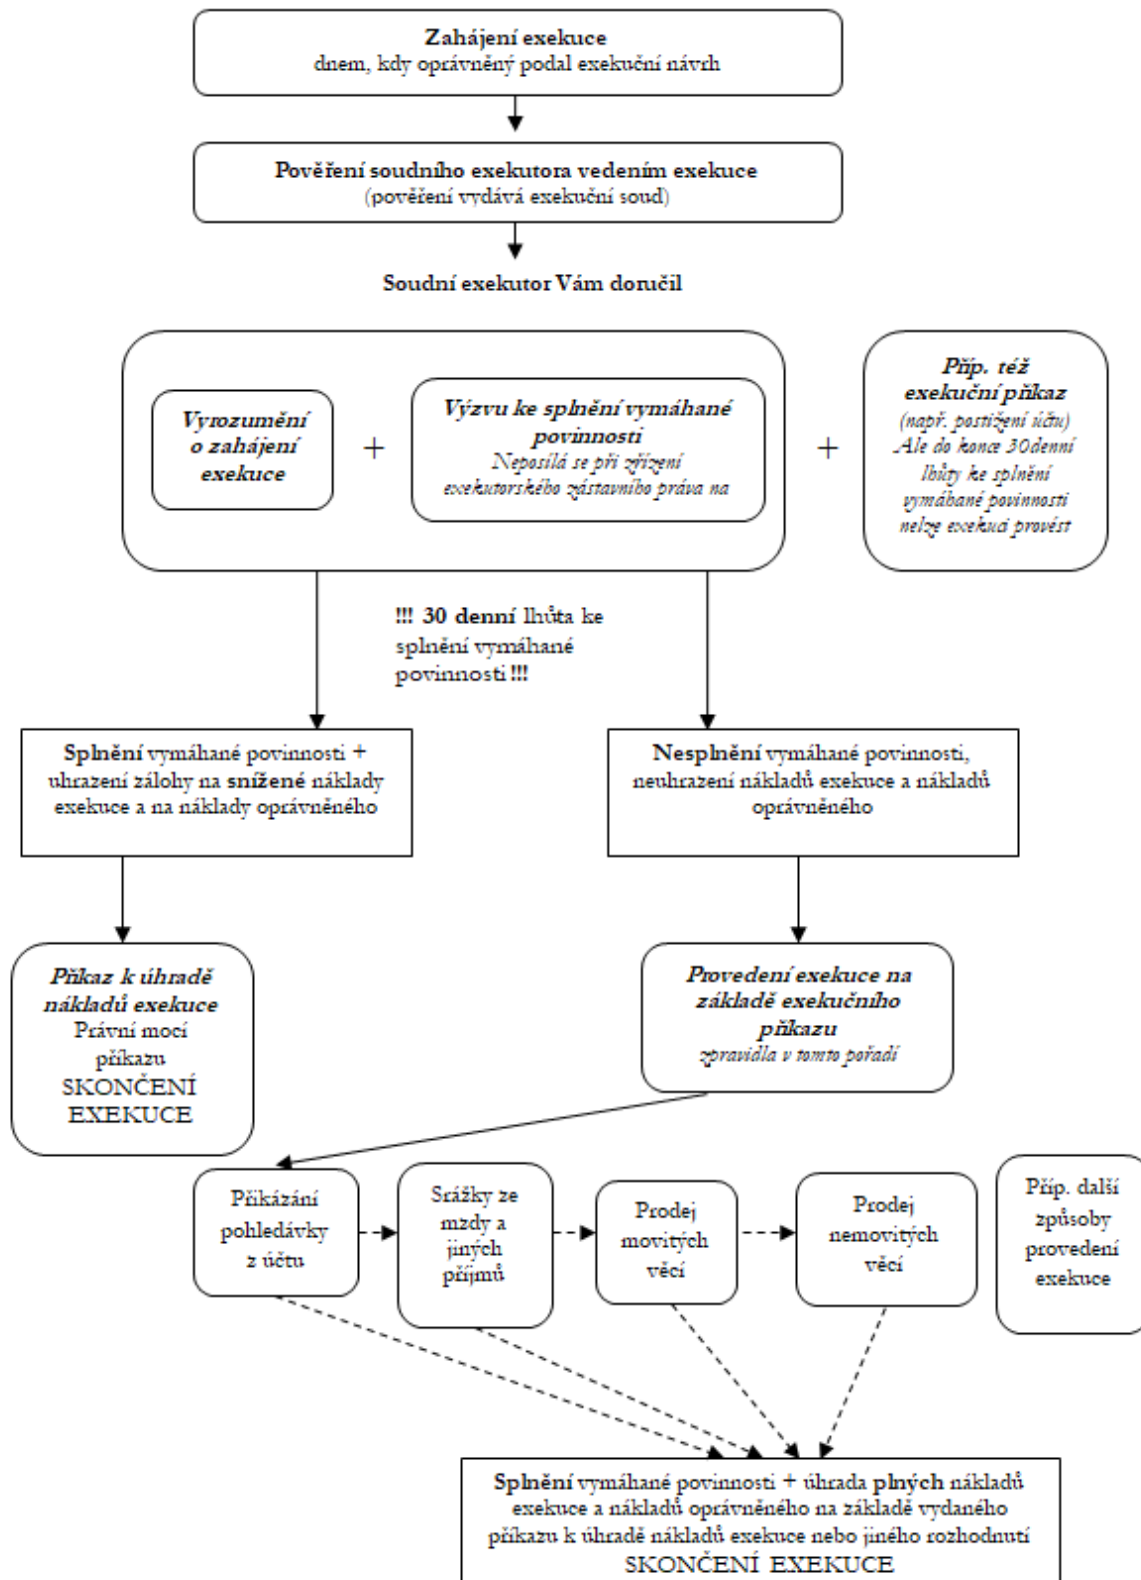 Zahájení exekuce
dnem, kdy oprávněný podal exekuční návrh
Pověření soudního exekutora vedením exekuce
(pověření vydává exekuční soud)
Soudní exekutor Vám doručil
Vyrozumění
o zahájení
exekuce
+
Výzvu ke splnění vymáhané
povinnosti
Neposílá se při zřízení
exekutorského zástavního práva na
+
Příp. též
exekuční příkaz
(např. postižení účtu)
Ale do konce 30denní
lhůty ke splnění
vymáhané povinnosti
nelze exekuci provést
!!! 30 denní lhůta ke
splnění vymáhané
povinnosti !!!
Splnění vymáhané povinnosti +
uhrazení zálohy na snížené náklady
exekuce a na náklady oprávněného
Nesplnění vymáhané povinnosti,
neuhrazení nákladů exekuce a nákladů
oprávněného
Příkaz k úhradě
nákladů exekuce
Právní mocí
příkazu
SKONČENÍ
EXEKUCE
Provedení exekuce na
základě exekučního
příkazu
zpravidla v tomto pořadí
Přikázání
pohledávky
z účtu
Srážky ze
mzdy a
jiných
příjmů
Prodej
movitých
věcí
Prodej
nemovitých
věcí
Příp. další
způsoby
provedení
exekuce
Splnění vymáhané povinnosti + úhrada plných nákladů
exekuce a nákladů oprávněného na základě vydaného
příkazu k úhradě nákladů exekuce nebo jiného rozhodnutí
SKONČENÍ EXEKUCE